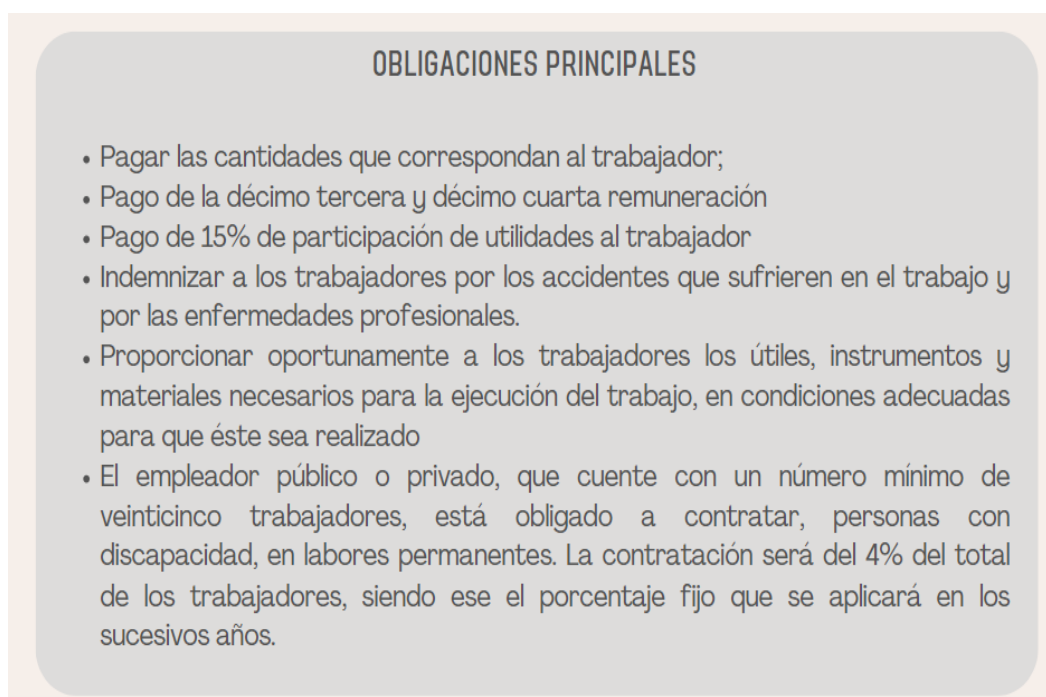 OBLIGACIONES PRINCIPALES
• Pagar las cantidades que correspondan al trabajador;
• Pago de la décimo tercera y décimo cuarta remuneración
• Pago de 15% de participación de utilidades al trabajador
• Indemnizar a los trabajadores por los accidentes que sufrieren en el trabajo y
por las enfermedades profesionales.
• Proporcionar oportunamente a los trabajadores los útiles, instrumentos y
materiales necesarios para la ejecución del trabajo, en condiciones adecuadas
para que éste sea realizado
• El empleador público o privado, que cuente con un número mínimo de
veinticinco trabajadores, está obligado a contratar, personas con
discapacidad, en labores permanentes. La contratación será del 4% del total
de los trabajadores, siendo ese el porcentaje fijo que se aplicará en los
sucesivos años.